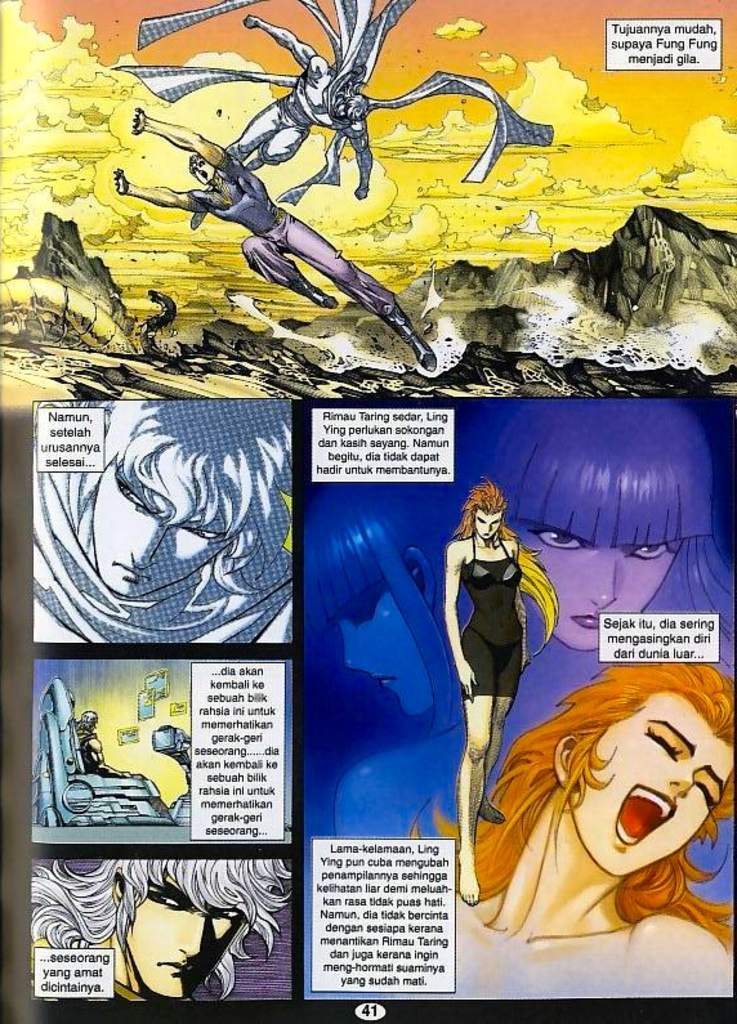 Tujuannya mudah,
supaya Fung Fung
menjadi gila.
Namun,
setelah
urusannya
selesai...
...dia akan
kembali ke
sebuah bilik
rahsia ini untuk
memerhatikan
gerak-geri
seseorang......dia
akan kembali ke
sebuah bilik
rahsia ini untuk
memerhatikan
gerak-geri
seseorang...
...seseorang
yang amat
dicintainya.
Rimau Taring sedar, Ling
Ying perlukan sokongan
dan kasih sayang. Namun
begitu, dia tidak dapat
hadir untuk membantunya.
Sejak itu, dia sering
mengasingkan diri
dari dunia luar...
Lama-kelamaan, Ling
Ying pun cuba mengubah
penampilannya sehingga
kelihatan liar demi meluah-
kan rasa tidak puas hati.
Namun, dia tidak bercinta
dengan sesiapa kerana
menantikan Rimau Taring
dan juga kerana ingin
meng-hormati suaminya
yang sudah mati.
41